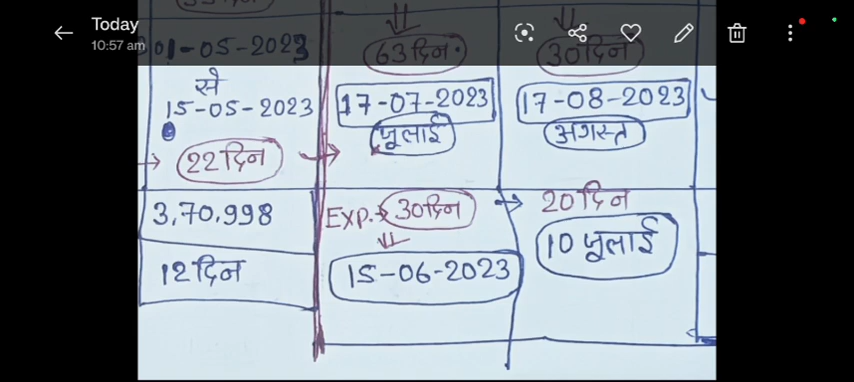 Today
10:57 am
01-05-2023
से
15-05-2023
→ 22 दिन →
3,70,998
12 दिन
63 दिन
17-07-2023
जूलाई
Exp.→ 30 दिन →
15-06-2023
30 दिन
17-08-2023
अगस्त
20 दिन
10 जूलाई